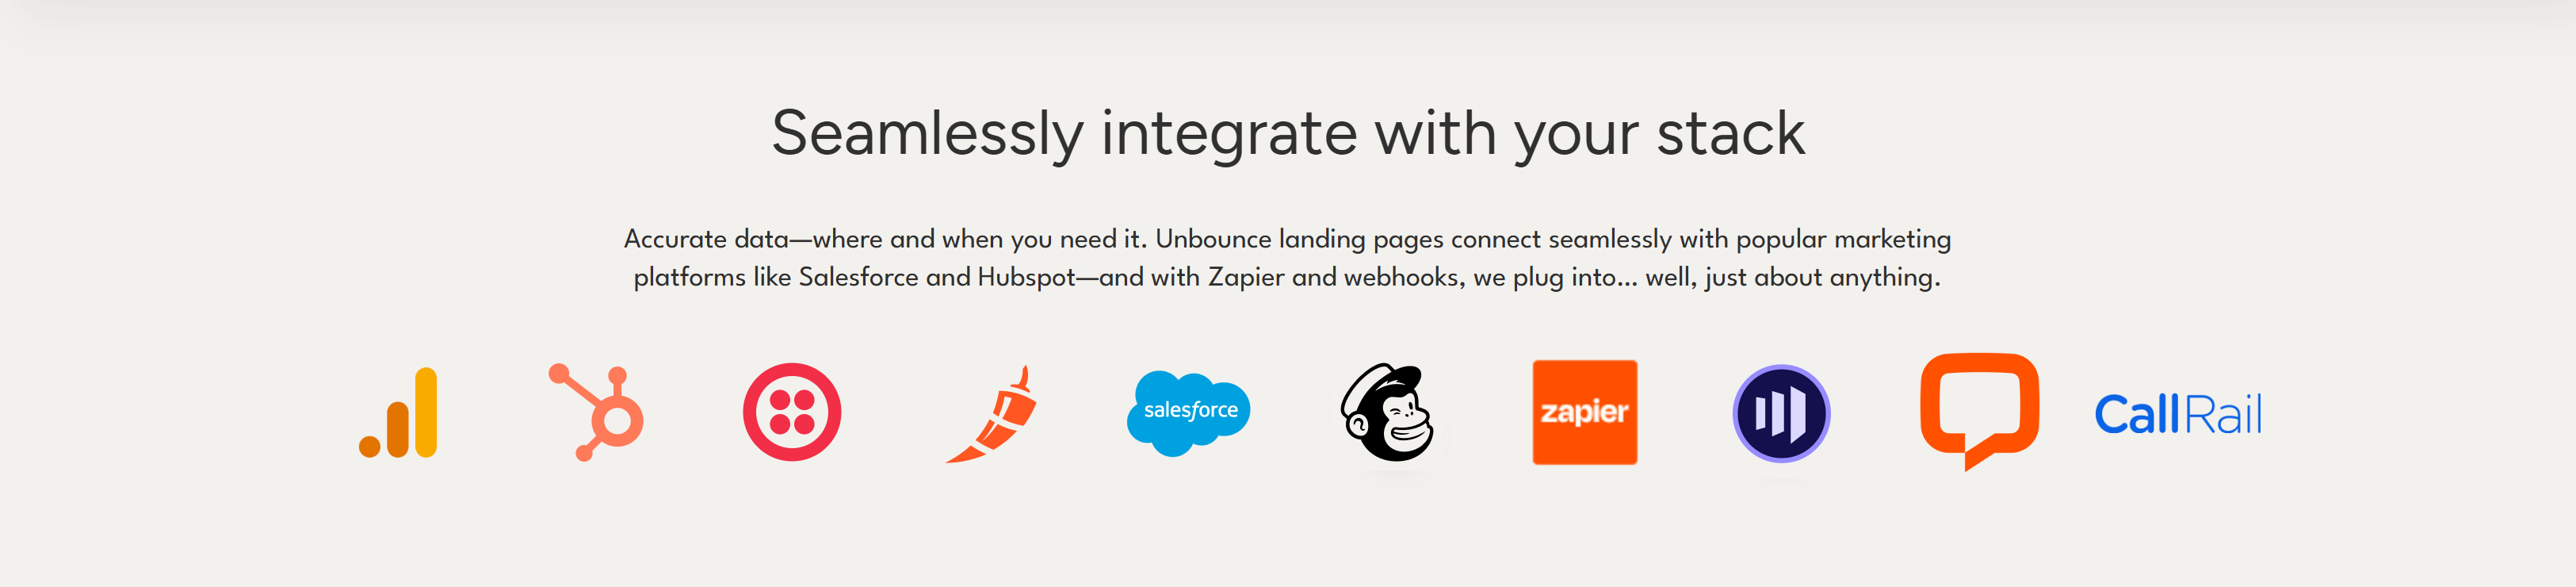 Seamlessly integrate with your stack
Accurate data—where and when you need it. Unbounce landing pages connect seamlessly with popular marketing
platforms like Salesforce and Hubspot—and with Zapier and webhooks, we plug into... well, just about anything.
salesforce
zapier
CallRail